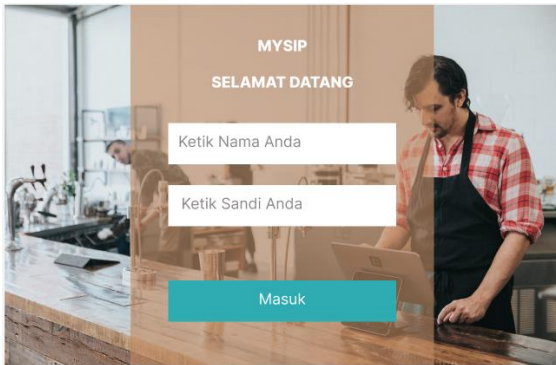 MYSIP
SELAMAT DATANG
Ketik Nama Anda
Ketik Sandi Anda
Masuk